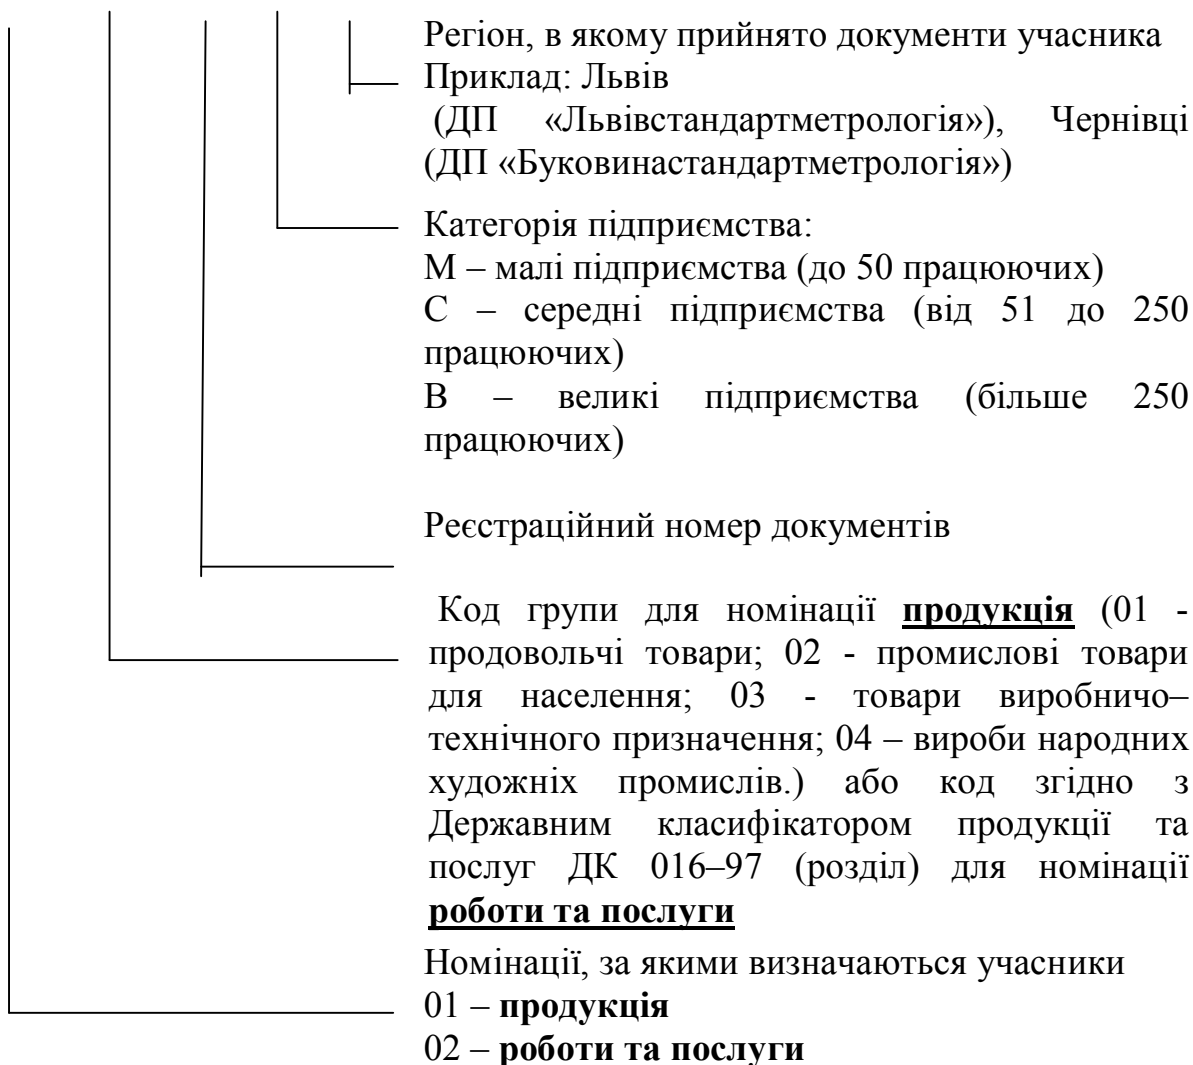 Регіон, в якому прийнято документи учасника
Приклад: Львів
(ДП «Львівстандартметрологія»), Чернівці
(ДП «Буковинастандартметрологія»)
Категорія підприємства:
М – малі підприємства (до 50 працюючих)
С – середні підприємства (від 51 до 250
працюючих)
В – великі підприємства (більше 250
працюючих)
Реєстраційний номер документів
Код групи для номінації продукція (01 -
продовольчі товари; 02 - промислові товари
для населення; 03 - товари виробничо–
технічного призначення; 04 – вироби народних
художніх промислів.) або код згідно з
Державним класифікатором продукції та
послуг ДК 016–97 (розділ) для номінації
роботи та послуги
Номінації, за якими визначаються учасники
01 – продукція
02 – роботи та послуги